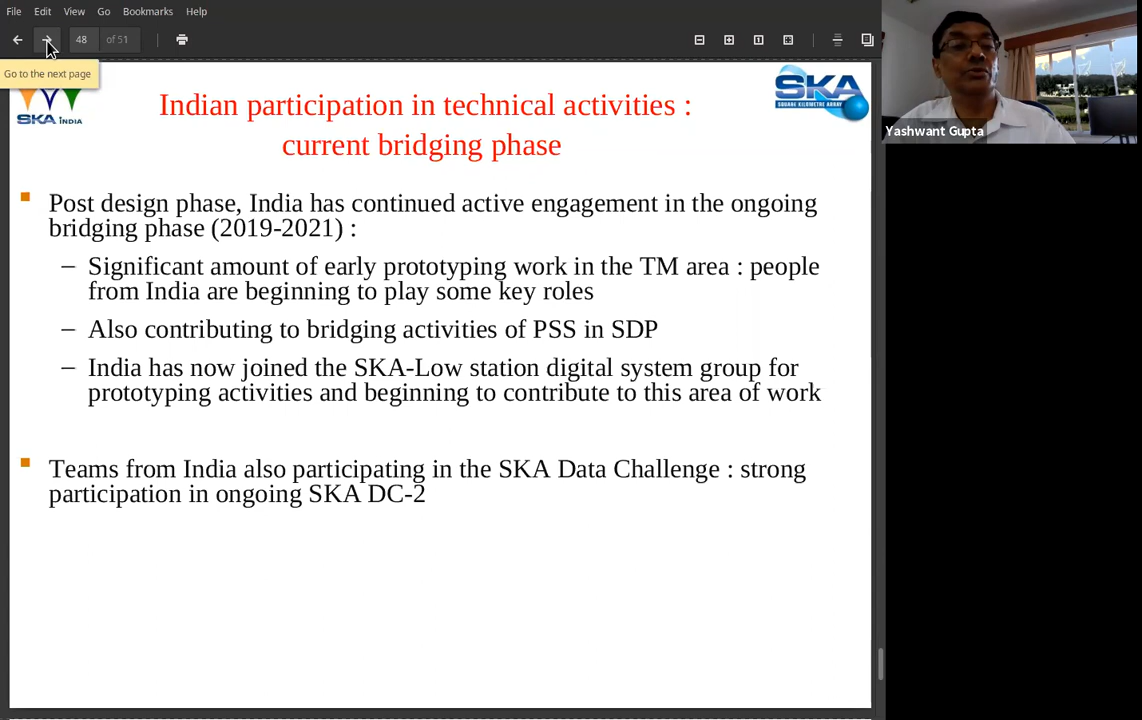 File Edit View Go Bookmarks Help
48 of 51
Go to the next page
SKA INDIA
SKA
SQUARE KILOMETRE ARRAY
Indian participation in technical activities :
current bridging phase
Post design phase, India has continued active engagement in the ongoing
bridging phase (2019-2021) :
– Significant amount of early prototyping work in the TM area : people
from India are beginning to play some key roles
– Also contributing to bridging activities of PSS in SDP
– India has now joined the SKA-Low station digital system group for
prototyping activities and beginning to contribute to this area of work
Teams from India also participating in the SKA Data Challenge : strong
participation in ongoing SKA DC-2
Yashwant Gupta